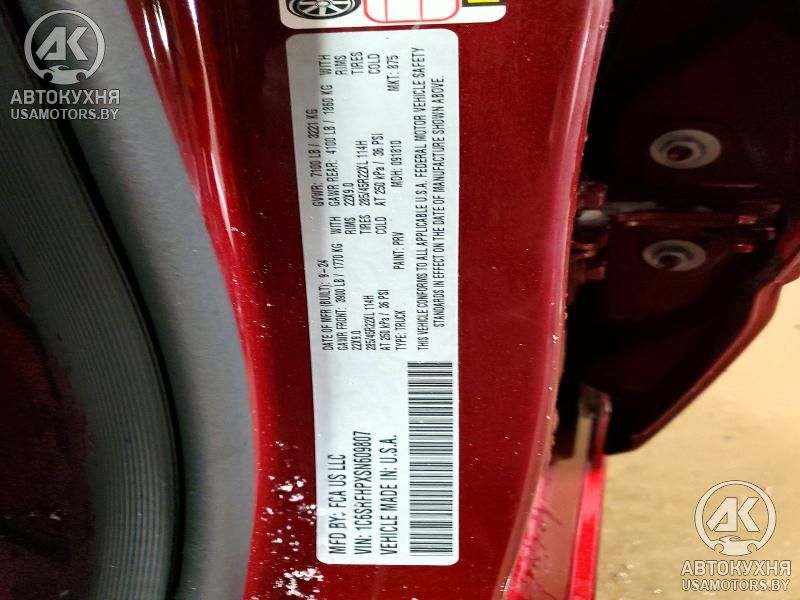 АВТОКУХНЯ
USAMOTORS.BY
MFD BY: FCA US LLC
DATE OF MFR (BUILT): 9-24
GVWR: 7100 LB / 3221 KG
GAWR FRONT: 3900 LB / 1770 KG WITH
GAWR REAR: 4100 LB / 1860 KG WITH
22X9.0 RIMS
22X9.0 RIMS
285/45R22XL 114H TIRES
285/45R22XL 114H TIRES
AT 250 kPa / 36 PSI COLD
AT 250 kPa / 36 PSI COLD
VIN: 1C6SRFHPXSN609807
TYPE: TRUCK
PAINT: PRV
MDH: 091810
MKT: 875
VEHICLE MADE IN: U.S.A.
THIS VEHICLE CONFORMS TO ALL APPLICABLE U.S.A. FEDERAL MOTOR VEHICLE SAFETY
STANDARDS IN EFFECT ON THE DATE OF MANUFACTURE SHOWN ABOVE.
АВТОКУХНЯ
USAMOTORS.BY